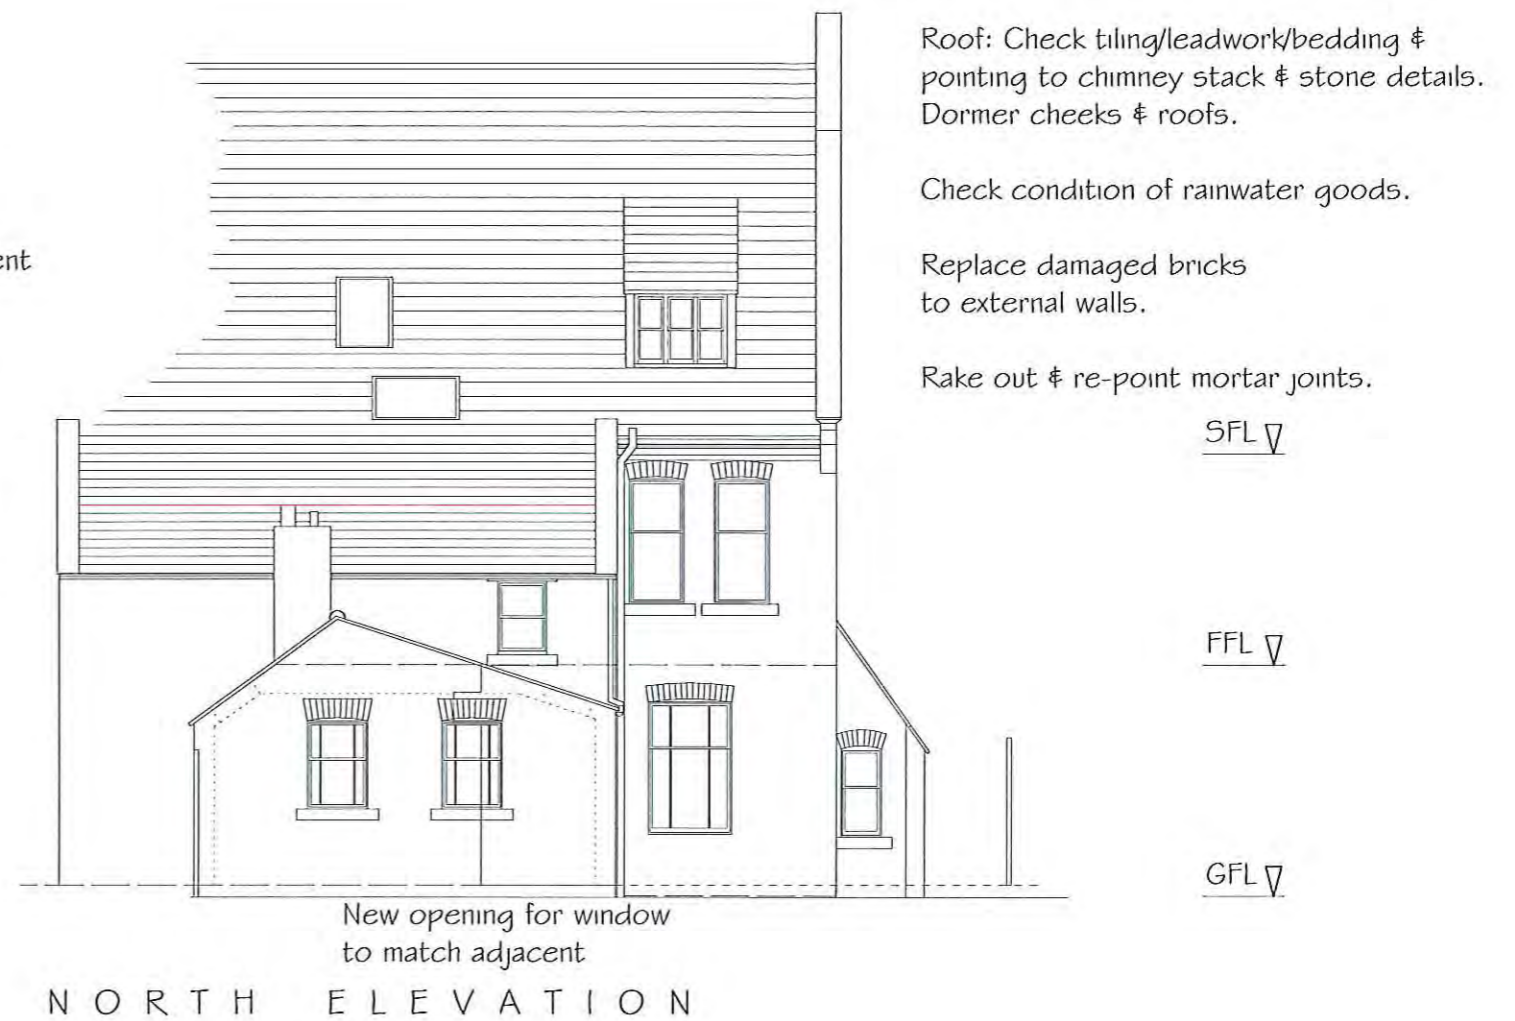 Roof: Check tiling/leadwork/bedding &
pointing to chimney stack & stone details.
Dormer cheeks & roofs.
Check condition of rainwater goods.
ent
Replace damaged bricks
to external walls.
Rake out & re-point mortar joints.
SFL
FFL
GFL
New opening for window
to match adjacent
NORTH ELEVATION